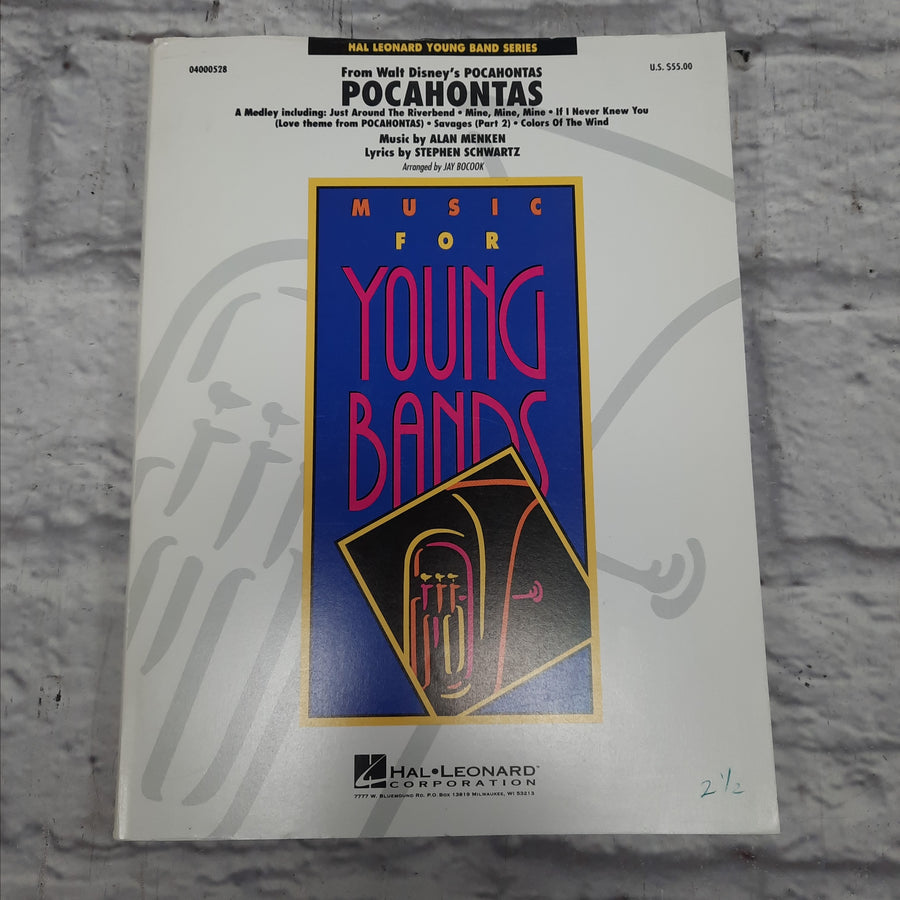 HAL LEONARD YOUNG BAND SERIES
04000528
U.S. $55.00
From Walt Disney's POCAHONTAS
POCAHONTAS
A Medley including: Just Around The Riverbend • Mine, Mine, Mine • If I Never Knew You
(Love theme from POCAHONTAS) • Savages (Part 2) • Colors Of The Wind
Music by ALAN MENKEN
Lyrics by STEPHEN SCHWARTZ
Arranged by JAY BOCOOK
MUSIC
FOR
YOUNG
BANDS
HAL•LEONARD
CORPORATION
7777 W. BLUEMOUND RD. P.O. BOX 13819 MILWAUKEE, WI 53213
2 1/2